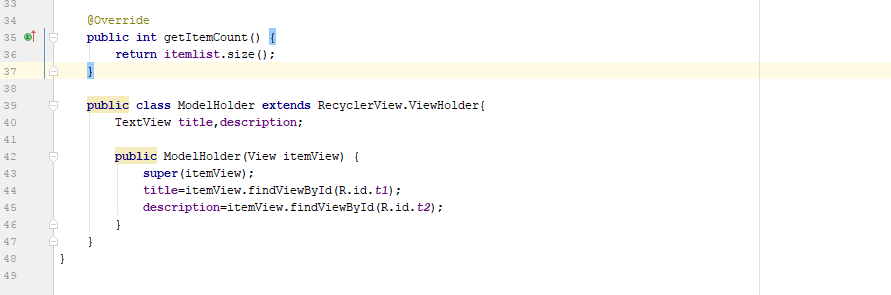 33
34 @Override
35 public int getItemCount() {
36 return itemlist.size();
37 }
38
39 public class ModelHolder extends RecyclerView.ViewHolder{
40 TextView title,description;
41
42 public ModelHolder(View itemView) {
43 super(itemView);
44 title=itemView.findViewById(R.id.t1);
45 description=itemView.findViewById(R.id.t2);
46 }
47 }
48 }
49